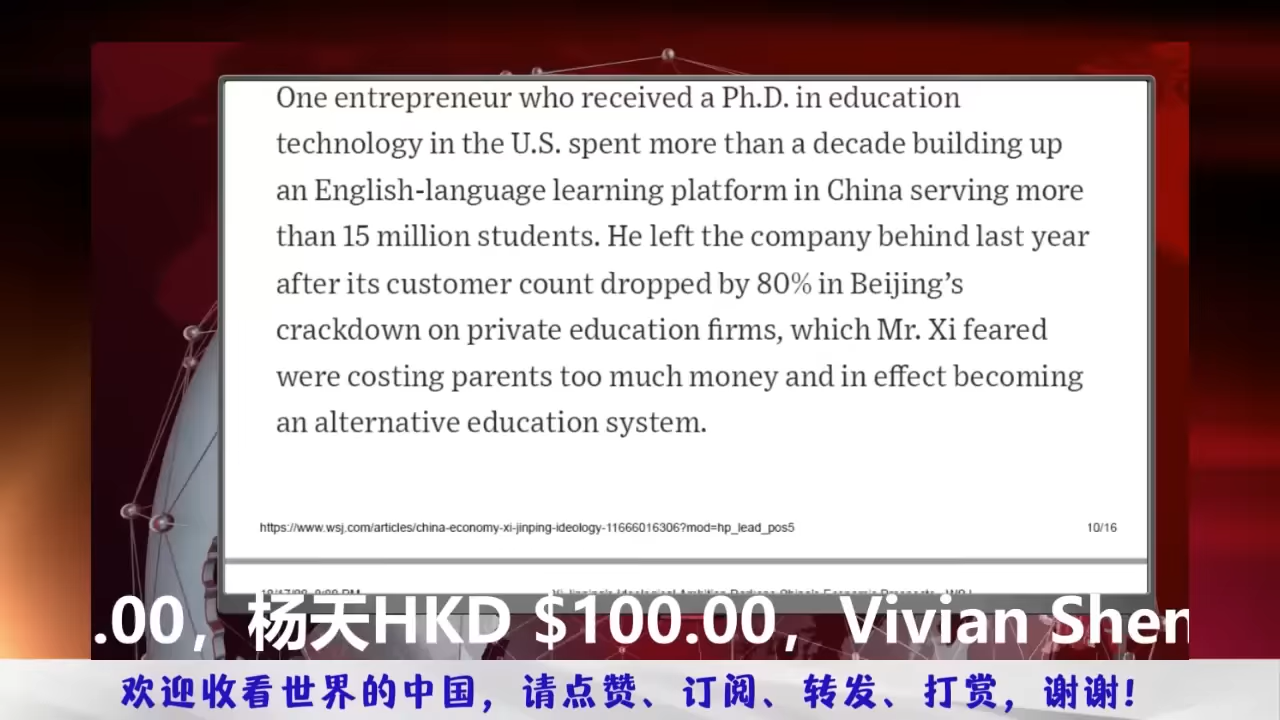 One entrepreneur who received a Ph.D. in education
technology in the U.S. spent more than a decade building up
an English-language learning platform in China serving more
than 15 million students. He left the company behind last year
after its customer count dropped by 80% in Beijing’s
crackdown on private education firms, which Mr. Xi feared
were costing parents too much money and in effect becoming
an alternative education system.
https://www.wsj.com/articles/china-economy-xi-jinping-ideology-11666016306?mod=hp_lead_pos5
10/16
.00，杨天HKD $100.00，Vivian Shen
欢迎收看世界的中国，请点赞、订阅、转发、打赏，谢谢！